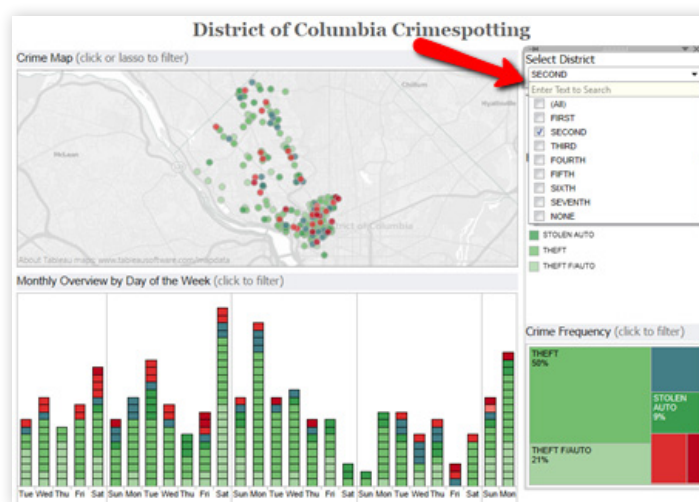 District of Columbia Crimespotting
Crime Map (click or lasso to filter)
Chillum
Hyattsville
McLean
District of Columbia
About Tableau maps: www.tableausoftware.com/mapdata
Select District
SECOND
Enter Text to Search
(All)
FIRST
SECOND
THIRD
FOURTH
FIFTH
SIXTH
SEVENTH
NONE
STOLEN AUTO
THEFT
THEFT F/AUTO
Monthly Overview by Day of the Week (click to filter)
Tue Wed Thu Fri Sat Sun Mon Tue Wed Thu Fri Sat Sun Mon Tue Wed Thu Fri Sat Sun Mon Tue Wed Thu Fri Sat Sun Mon
Crime Frequency (click to filter)
THEFT
50%
STOLEN
AUTO
9%
THEFT F/AUTO
21%